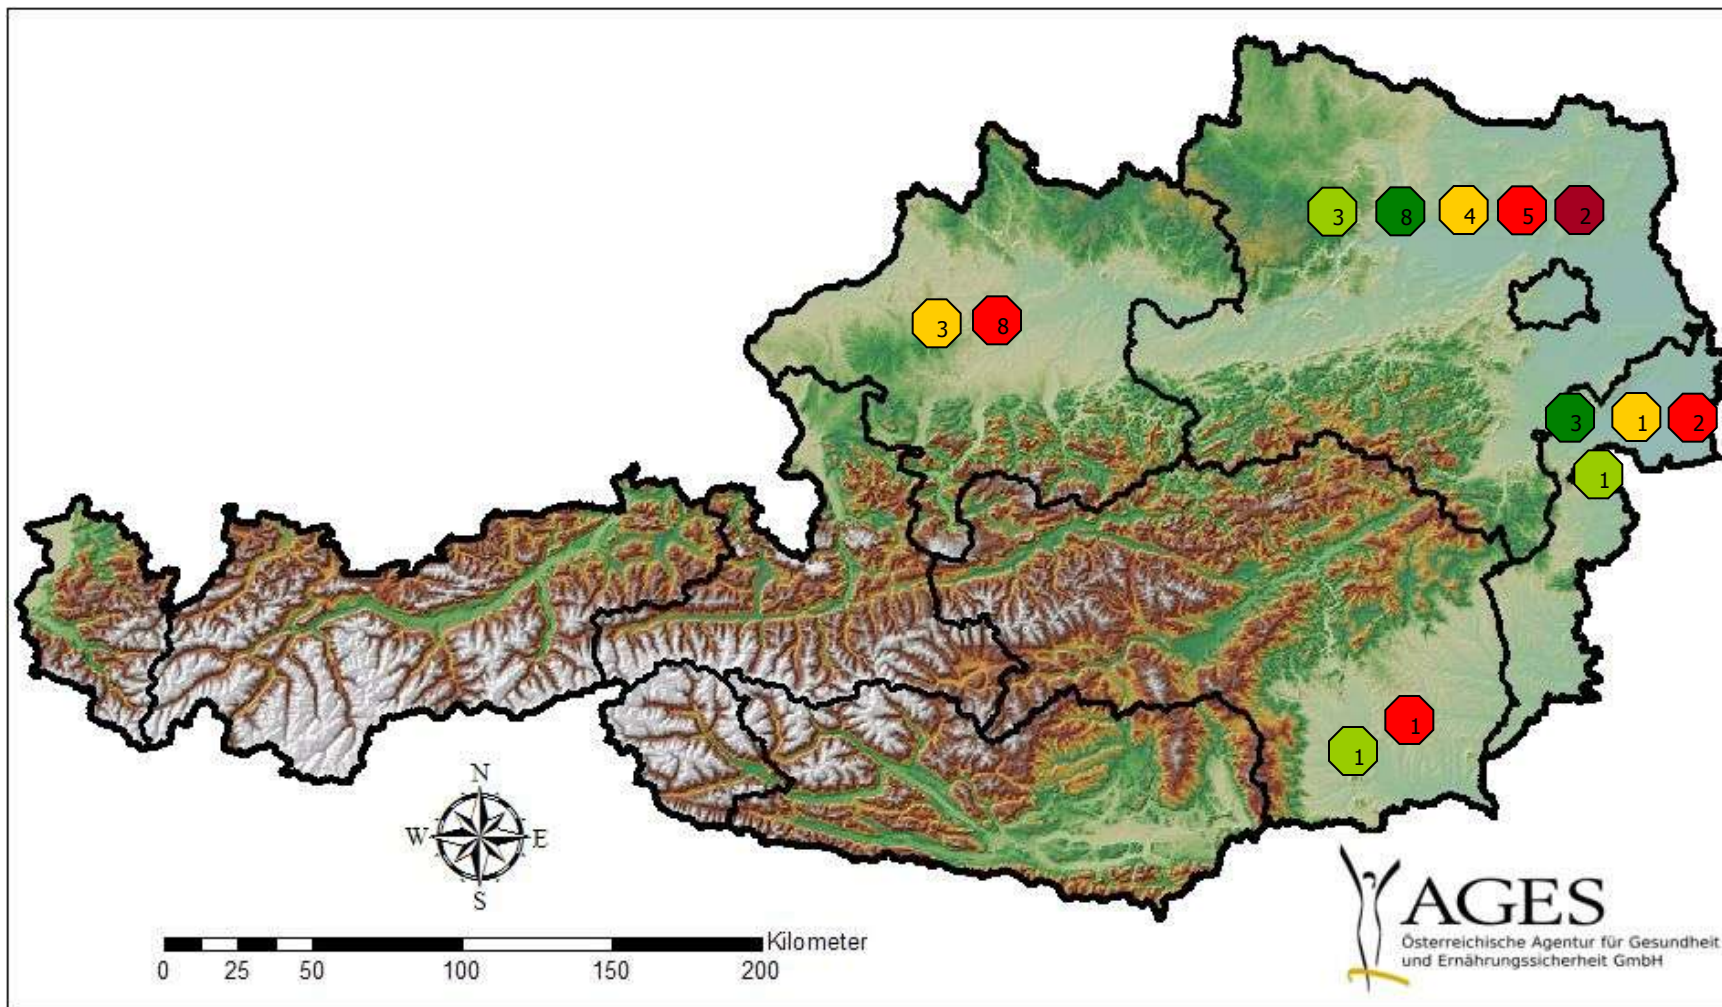 3 8 4 5 2
3 8
3 1 2
1
1
1
N
W E
S
Kilometer
0 25 50 100 150 200
AGES
Österreichische Agentur für Gesundheit
und Ernährungssicherheit GmbH